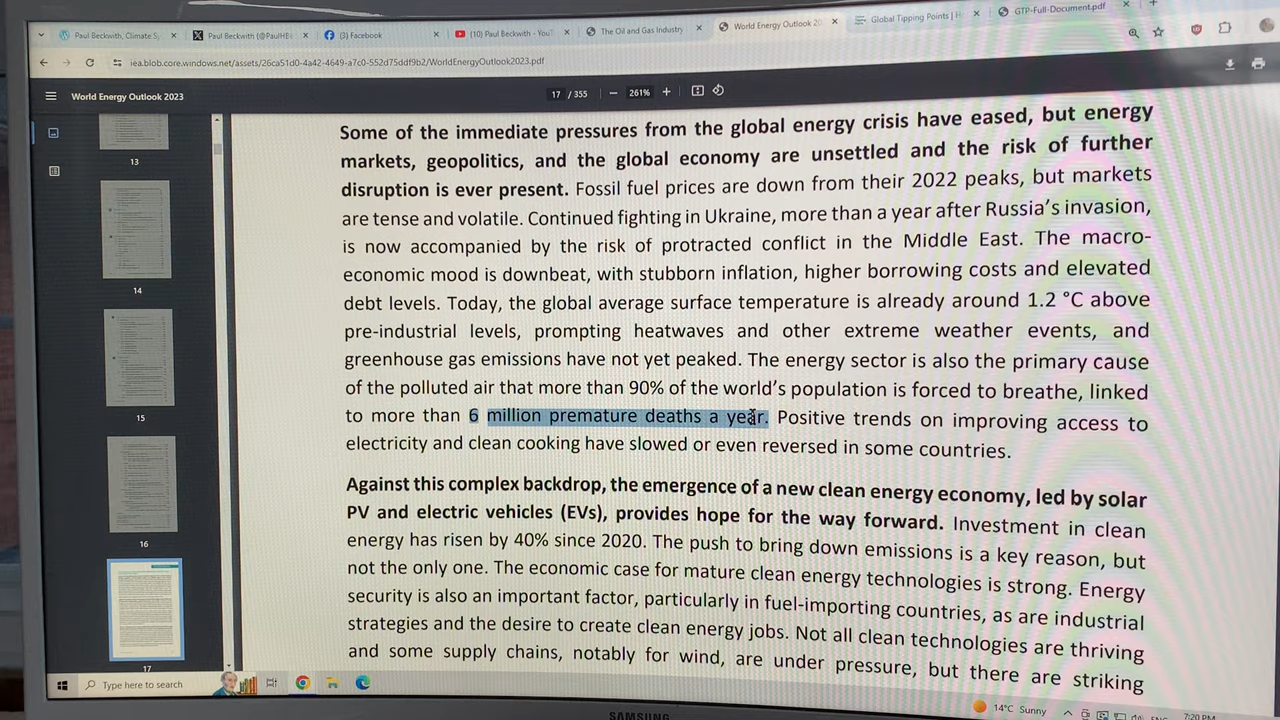 Paul Beckwith, Climate S
Paul Beckwith (@PaulHBe
(3) Facebook
(10) Paul Beckwith - YouT
The Oil and Gas Industry
World Energy Outlook 20
Global Tipping Points | H
GTP-Full-Document.pdf
iea.blob.core.windows.net/assets/26ca51d0-4a42-4649-a7c0-552d75ddf9b2/WorldEnergyOutlook2023.pdf
World Energy Outlook 2023
17 / 355
261%
13
14
15
16
17
Some of the immediate pressures from the global energy crisis have eased, but energy
markets, geopolitics, and the global economy are unsettled and the risk of further
disruption is ever present. Fossil fuel prices are down from their 2022 peaks, but markets
are tense and volatile. Continued fighting in Ukraine, more than a year after Russia's invasion,
is now accompanied by the risk of protracted conflict in the Middle East. The macro-
economic mood is downbeat, with stubborn inflation, higher borrowing costs and elevated
debt levels. Today, the global average surface temperature is already around 1.2 °C above
pre-industrial levels, prompting heatwaves and other extreme weather events, and
greenhouse gas emissions have not yet peaked. The energy sector is also the primary cause
of the polluted air that more than 90% of the world's population is forced to breathe, linked
to more than 6 million premature deaths a year. Positive trends on improving access to
electricity and clean cooking have slowed or even reversed in some countries.
Against this complex backdrop, the emergence of a new clean energy economy, led by solar
PV and electric vehicles (EVs), provides hope for the way forward. Investment in clean
energy has risen by 40% since 2020. The push to bring down emissions is a key reason, but
not the only one. The economic case for mature clean energy technologies is strong. Energy
security is also an important factor, particularly in fuel-importing countries, as are industrial
strategies and the desire to create clean energy jobs. Not all clean technologies are thriving
and some supply chains, notably for wind, are under pressure, but there are striking
Type here to search
14°C Sunny
7:20 PM
SAMSUNG